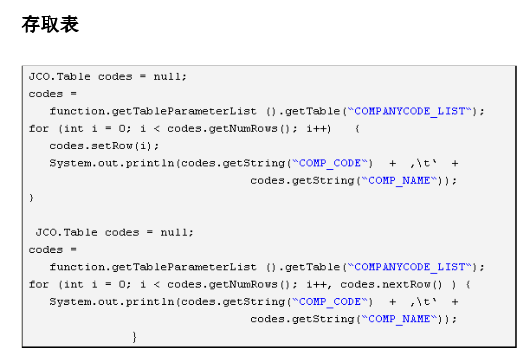 存取表
JCO.Table codes = null;
codes =
function.getTableParameterList ().getTable(“COMPANYCODE_LIST”);
for (int i = 0; i < codes.getNumRows(); i++) {
codes.setRow(i);
System.out.println(codes.getString(“COMP_CODE”) + ‚\t‘ +
codes.getString(“COMP_NAME”));
}
JCO.Table codes = null;
codes =
function.getTableParameterList ().getTable(“COMPANYCODE_LIST”);
for (int i = 0; i < codes.getNumRows(); i++, codes.nextRow() ) {
System.out.println(codes.getString(“COMP_CODE”) + ‚\t‘ +
codes.getString(“COMP_NAME”));
}